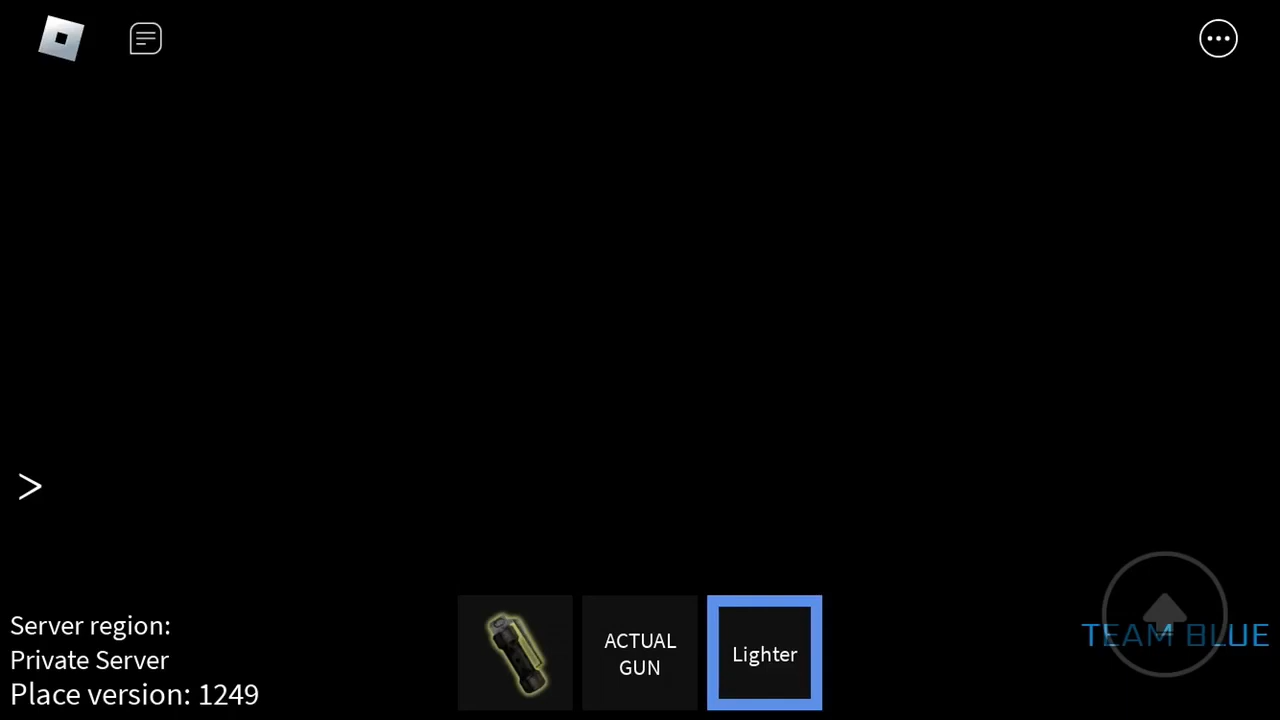 >
Server region:
Private Server
Place version: 1249
ACTUAL
GUN
Lighter
TEAM BLUE